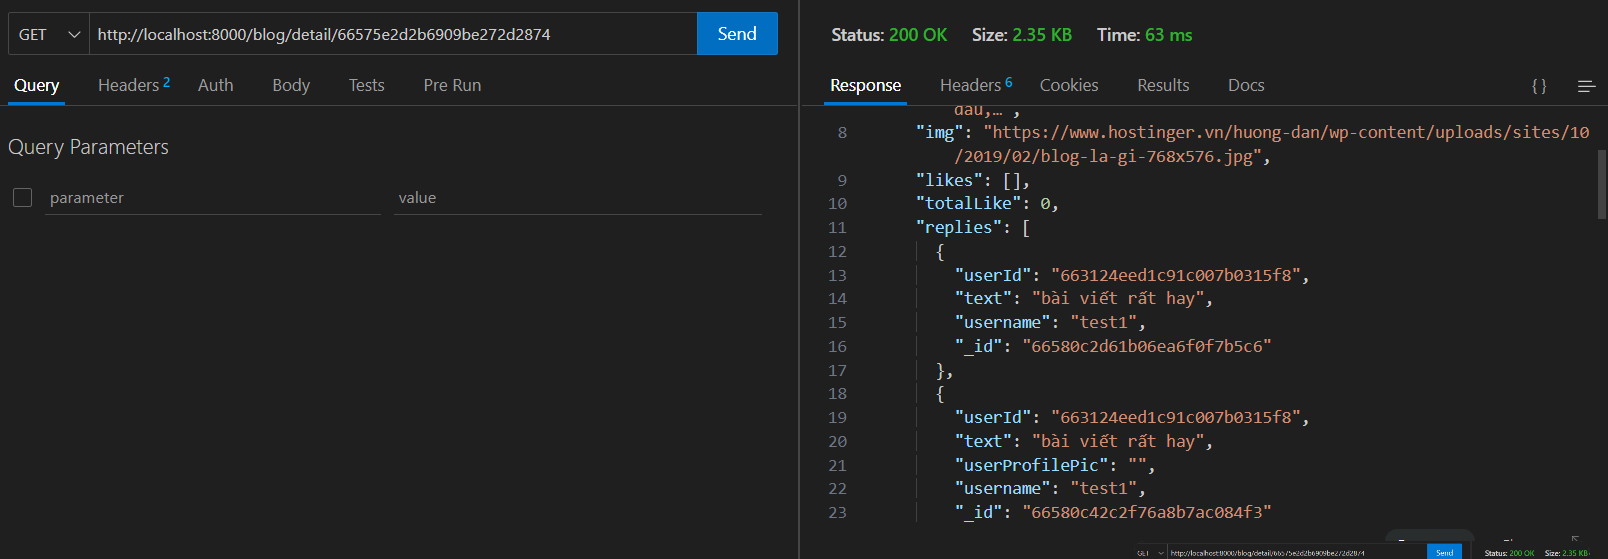 GET
http://localhost:8000/blog/detail/66575e2d2b6909be272d2874
Send
Query
Headers 2
Auth
Body
Tests
Pre Run
Query Parameters
parameter
value
Status: 200 OK
Size: 2.35 KB
Time: 63 ms
Response
Headers 6
Cookies
Results
Docs
{}
8 "img": "https://www.hostinger.vn/huong-dan/wp-content/uploads/sites/10
/2019/02/blog-la-gi-768x576.jpg",
9 "likes": [],
10 "totalLike": 0,
11 "replies": [
12 {
13 "userId": "663124eed1c91c007b0315f8",
14 "text": "bài viết rất hay",
15 "username": "test1",
16 "_id": "66580c2d61b06ea6f0f7b5c6"
17 },
18 {
19 "userId": "663124eed1c91c007b0315f8",
20 "text": "bài viết rất hay",
21 "userProfilePic": "",
22 "username": "test1",
23 "_id": "66580c42c2f76a8b7ac084f3"
GET
http://localhost:8000/blog/detail/66575e2d2b6909be272d2874
Send
Status: 200 OK
Size: 2.35 KB